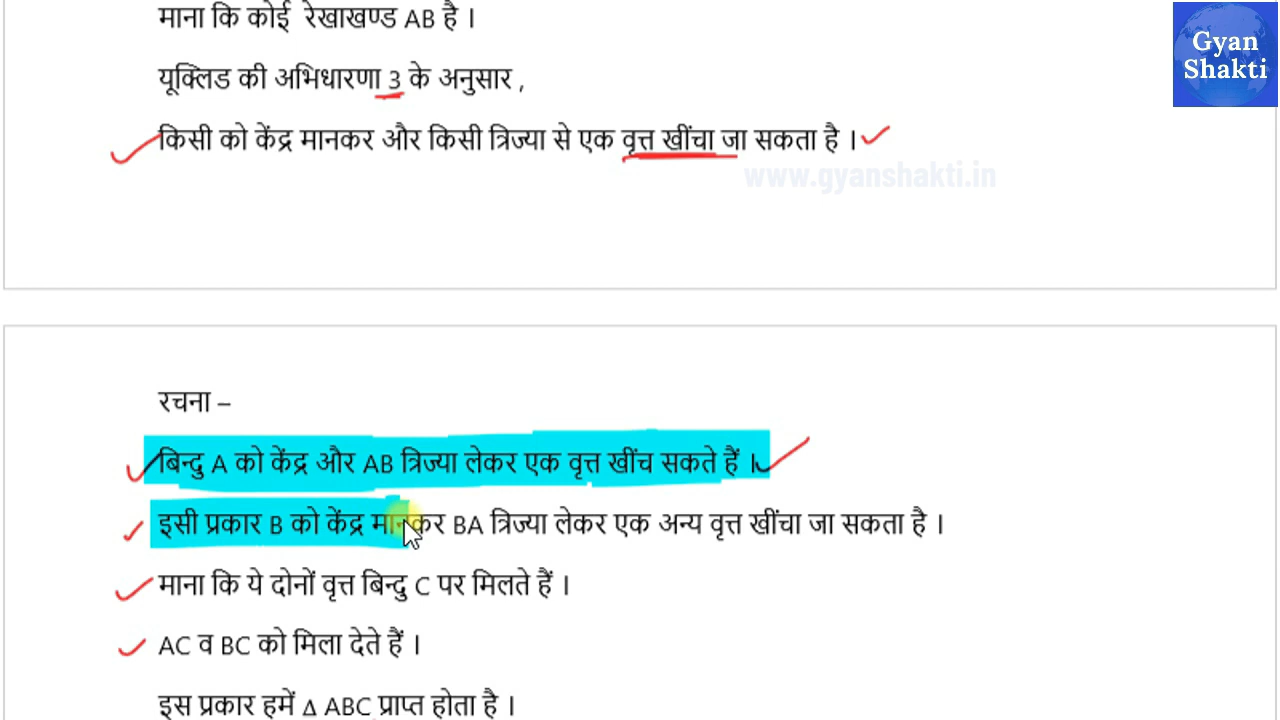 माना कि कोई रेखाखण्ड AB है ।
Gyan
Shakti
यूक्लिड की अभिधारणा 3 के अनुसार ,
किसी को केंद्र मानकर और किसी त्रिज्या से एक वृत्त खींचा जा सकता है ।
www.gyanshakti.in
रचना –
बिन्दु A को केंद्र और AB त्रिज्या लेकर एक वृत्त खींच सकते हैं ।
इसी प्रकार B को केंद्र मानकर BA त्रिज्या लेकर एक अन्य वृत्त खींचा जा सकता है ।
माना कि ये दोनों वृत्त बिन्दु C पर मिलते हैं ।
AC व BC को मिला देते हैं ।
इस प्रकार हमें Δ ABC प्राप्त होता है ।